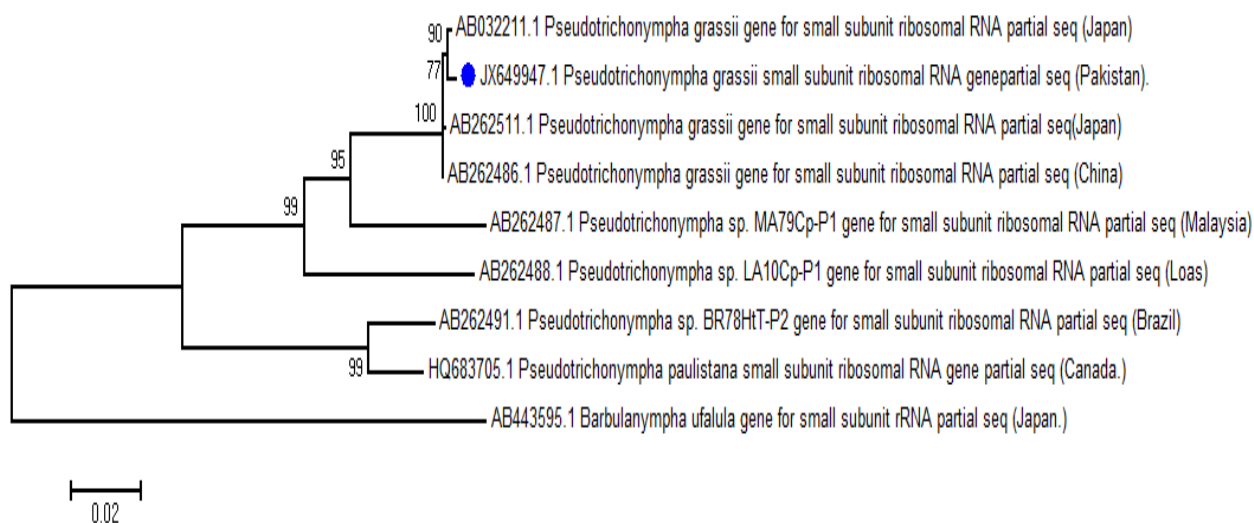 90
AB032211.1 Pseudotrichonympha grassii gene for small subunit ribosomal RNA partial seq (Japan)
77
JX649947.1 Pseudotrichonympha grassii small subunit ribosomal RNA genepartial seq (Pakistan).
100
AB262511.1 Pseudotrichonympha grassii gene for small subunit ribosomal RNA partial seq(Japan)
95
AB262486.1 Pseudotrichonympha grassii gene for small subunit ribosomal RNA partial seq (China)
99
AB262487.1 Pseudotrichonympha sp. MA79Cp-P1 gene for small subunit ribosomal RNA partial seq (Malaysia)
AB262488.1 Pseudotrichonympha sp. LA10Cp-P1 gene for small subunit ribosomal RNA partial seq (Loas)
AB262491.1 Pseudotrichonympha sp. BR78HtT-P2 gene for small subunit ribosomal RNA partial seq (Brazil)
99
HQ683705.1 Pseudotrichonympha paulistana small subunit ribosomal RNA gene partial seq (Canada.)
AB443595.1 Barbulanympha ufalula gene for small subunit rRNA partial seq (Japan.)
0.02